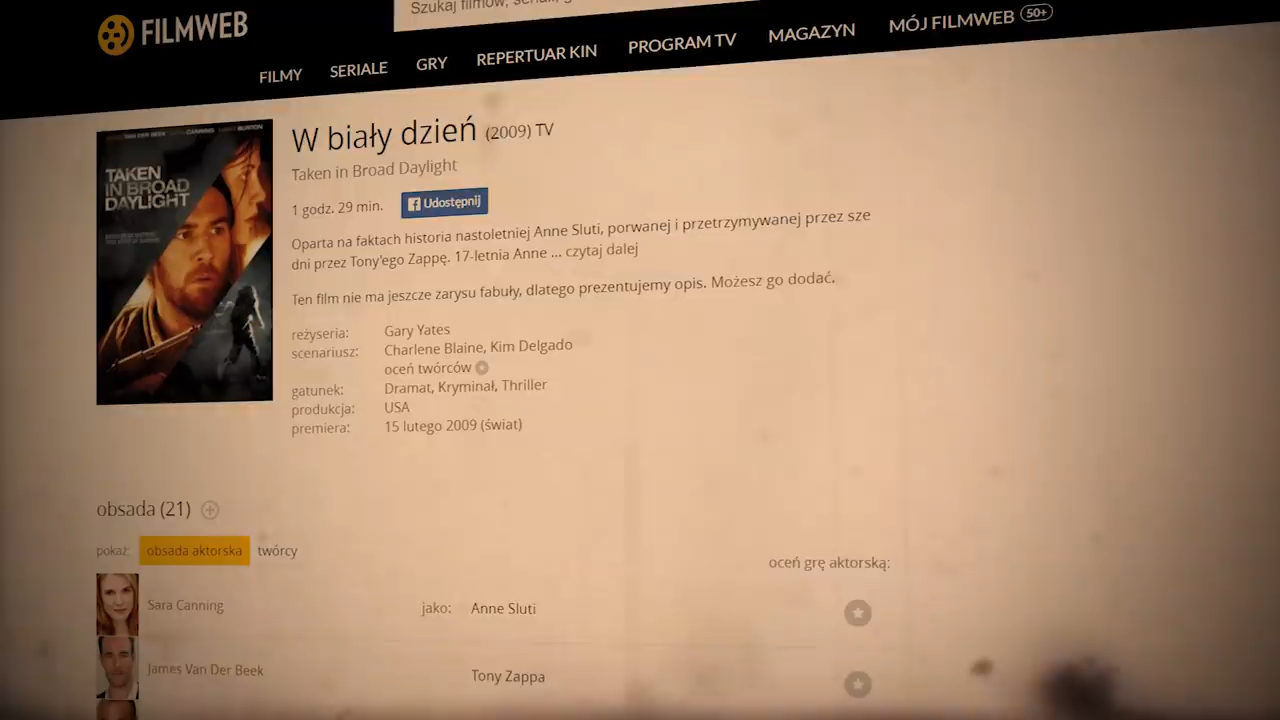 FILMWEB
Szukaj filmów, seriali, g
FILMY SERIALE GRY REPERTUAR KIN PROGRAM TV MAGAZYN MÓJ FILMWEB 50+
TAKEN
IN BROAD
DAYLIGHT
W biały dzień (2009) TV
Taken in Broad Daylight
1 godz. 29 min. Udostępnij
Oparta na faktach historia nastoletniej Anne Sluti, porwanej i przetrzymywanej przez sze
dni przez Tony'ego Zappę. 17-letnia Anne ... czytaj dalej
Ten film nie ma jeszcze zarysu fabuły, dlatego prezentujemy opis. Możesz go dodać.
reżyseria: Gary Yates
scenariusz: Charlene Blaine, Kim Delgado
oceń twórców
gatunek: Dramat, Kryminał, Thriller
produkcja: USA
premiera: 15 lutego 2009 (świat)
obsada (21)
pokaż: obsada aktorska twórcy
oceń grę aktorską:
Sara Canning jako: Anne Sluti
James Van Der Beek Tony Zappa